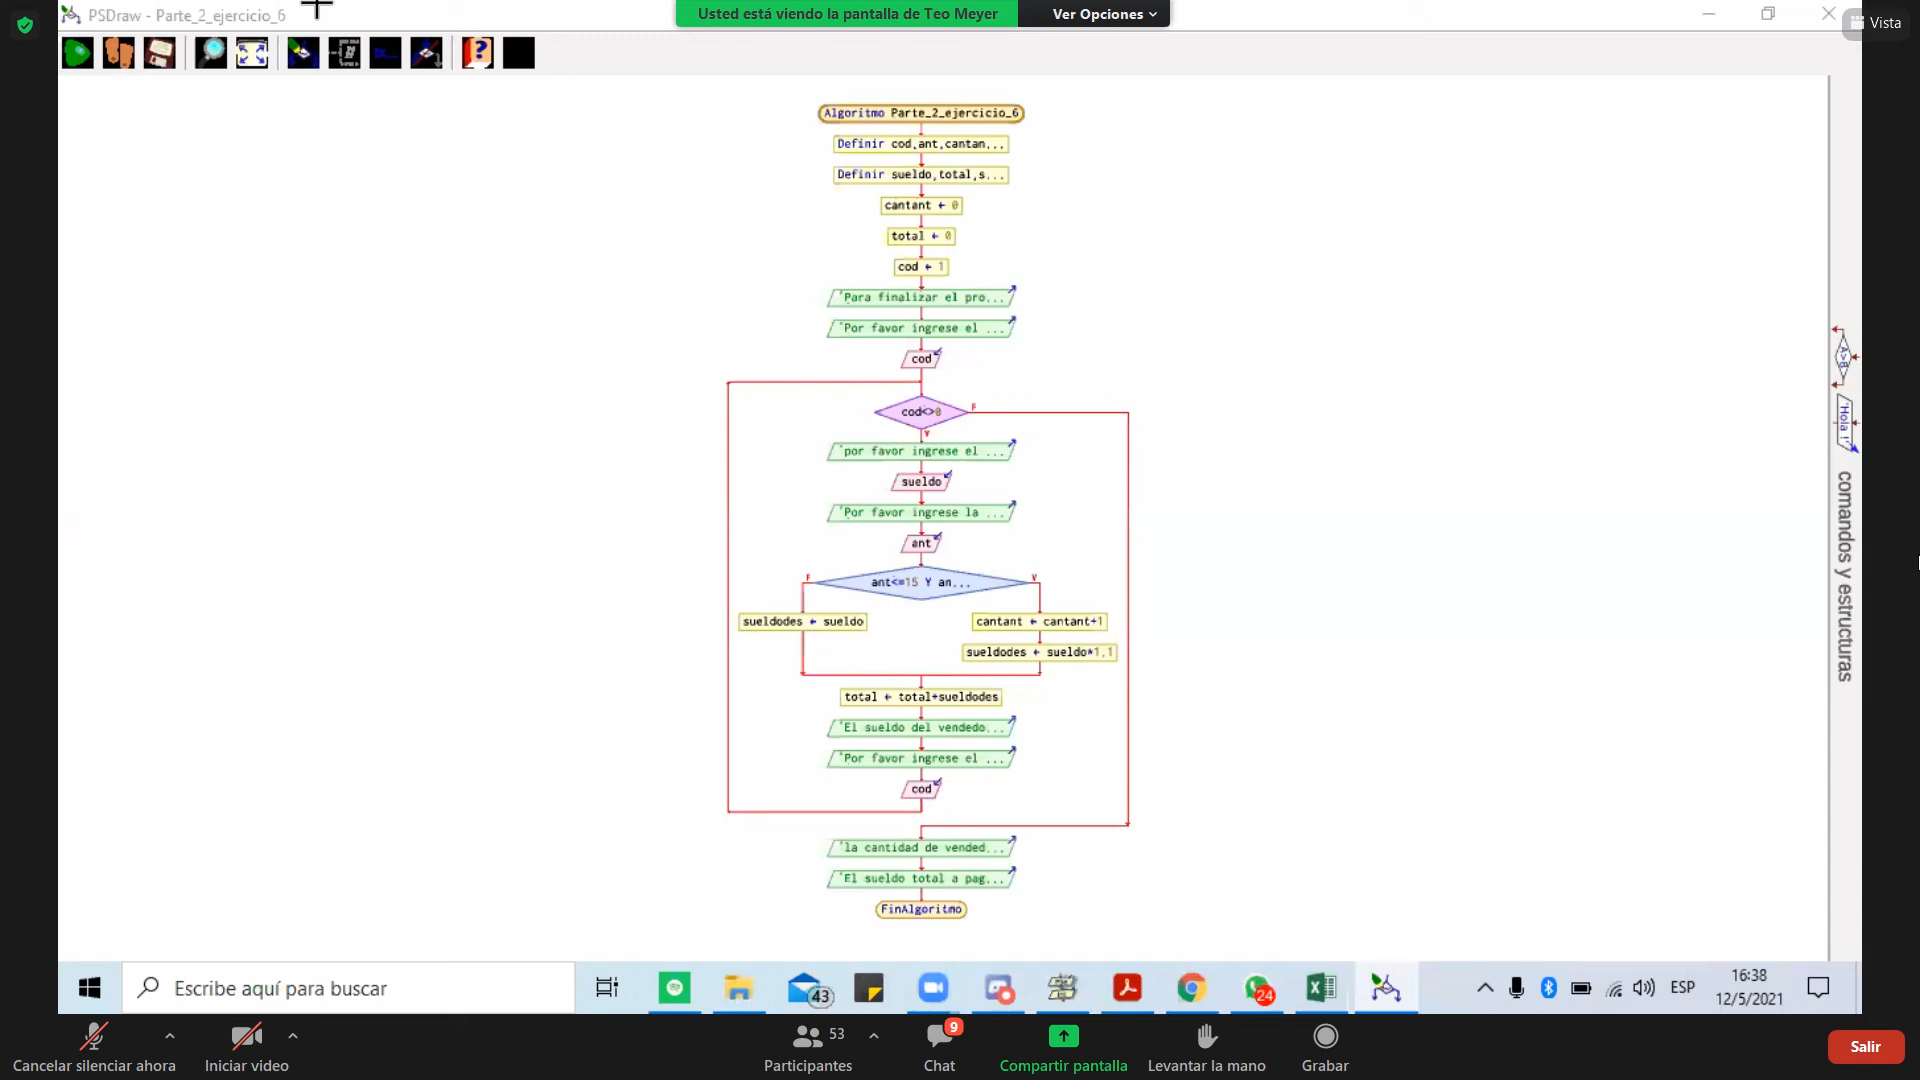 PSDraw - Parte_2_ejercicio_6
Usted está viendo la pantalla de Teo Meyer
Ver Opciones
Vista
Algoritmo Parte_2_ejercicio_6
Definir cod,ant,cantan...
Definir sueldo,total,s...
cantant ← 0
total ← 0
cod ← 1
'Para finalizar el pro...
'Por favor ingrese el ...
cod
cod<>0
F
V
'por favor ingrese el ...
sueldo
'Por favor ingrese la ...
ant
F
ant<=15 Y an...
V
sueldodes ← sueldo
cantant ← cantant+1
sueldodes ← sueldo*1.1
total ← total+sueldodes
'El sueldo del vendedo...
'Por favor ingrese el ...
cod
'la cantidad de vended...
'El sueldo total a pag...
FinAlgoritmo
A>B
'Hola !'
comandos y estructuras
Escribe aquí para buscar
43
24
ESP
16:38
12/5/2021
Cancelar silenciar ahora
Iniciar video
53
Participantes
9
Chat
Compartir pantalla
Levantar la mano
Grabar
Salir